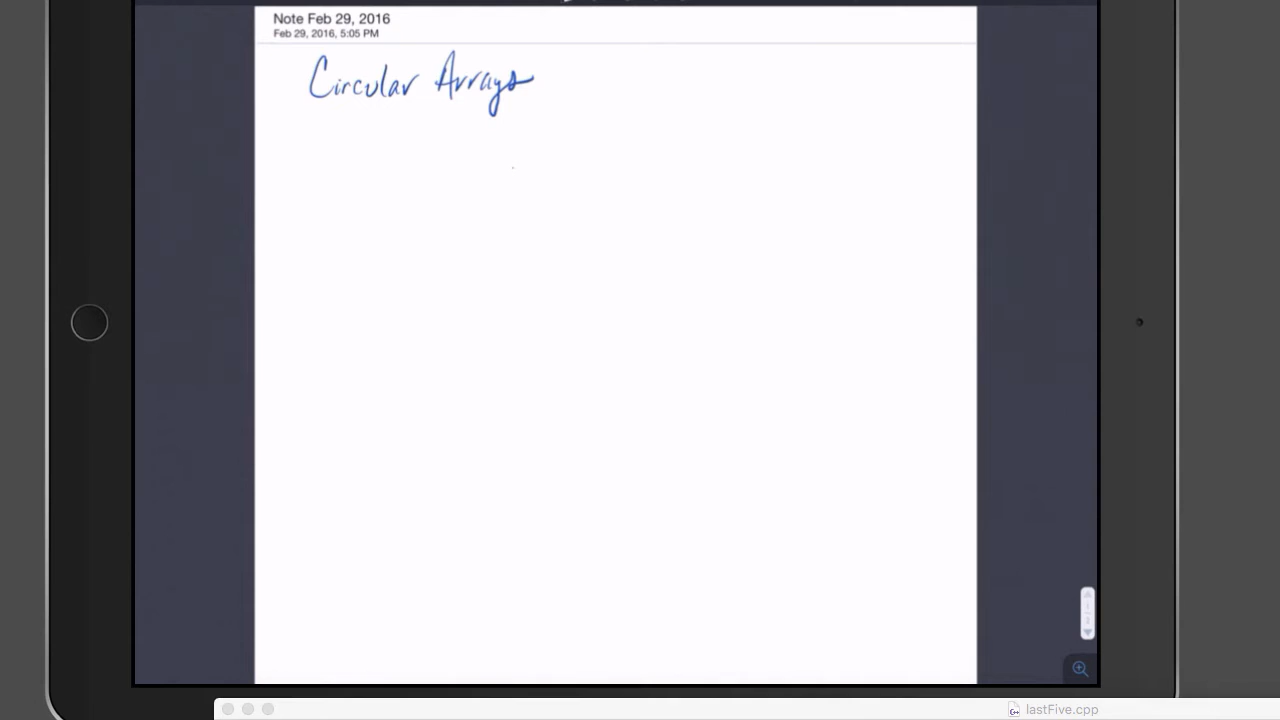 Note Feb 29, 2016
Feb 29, 2016, 5:05 PM
Circular Arrays
lastFive.cpp